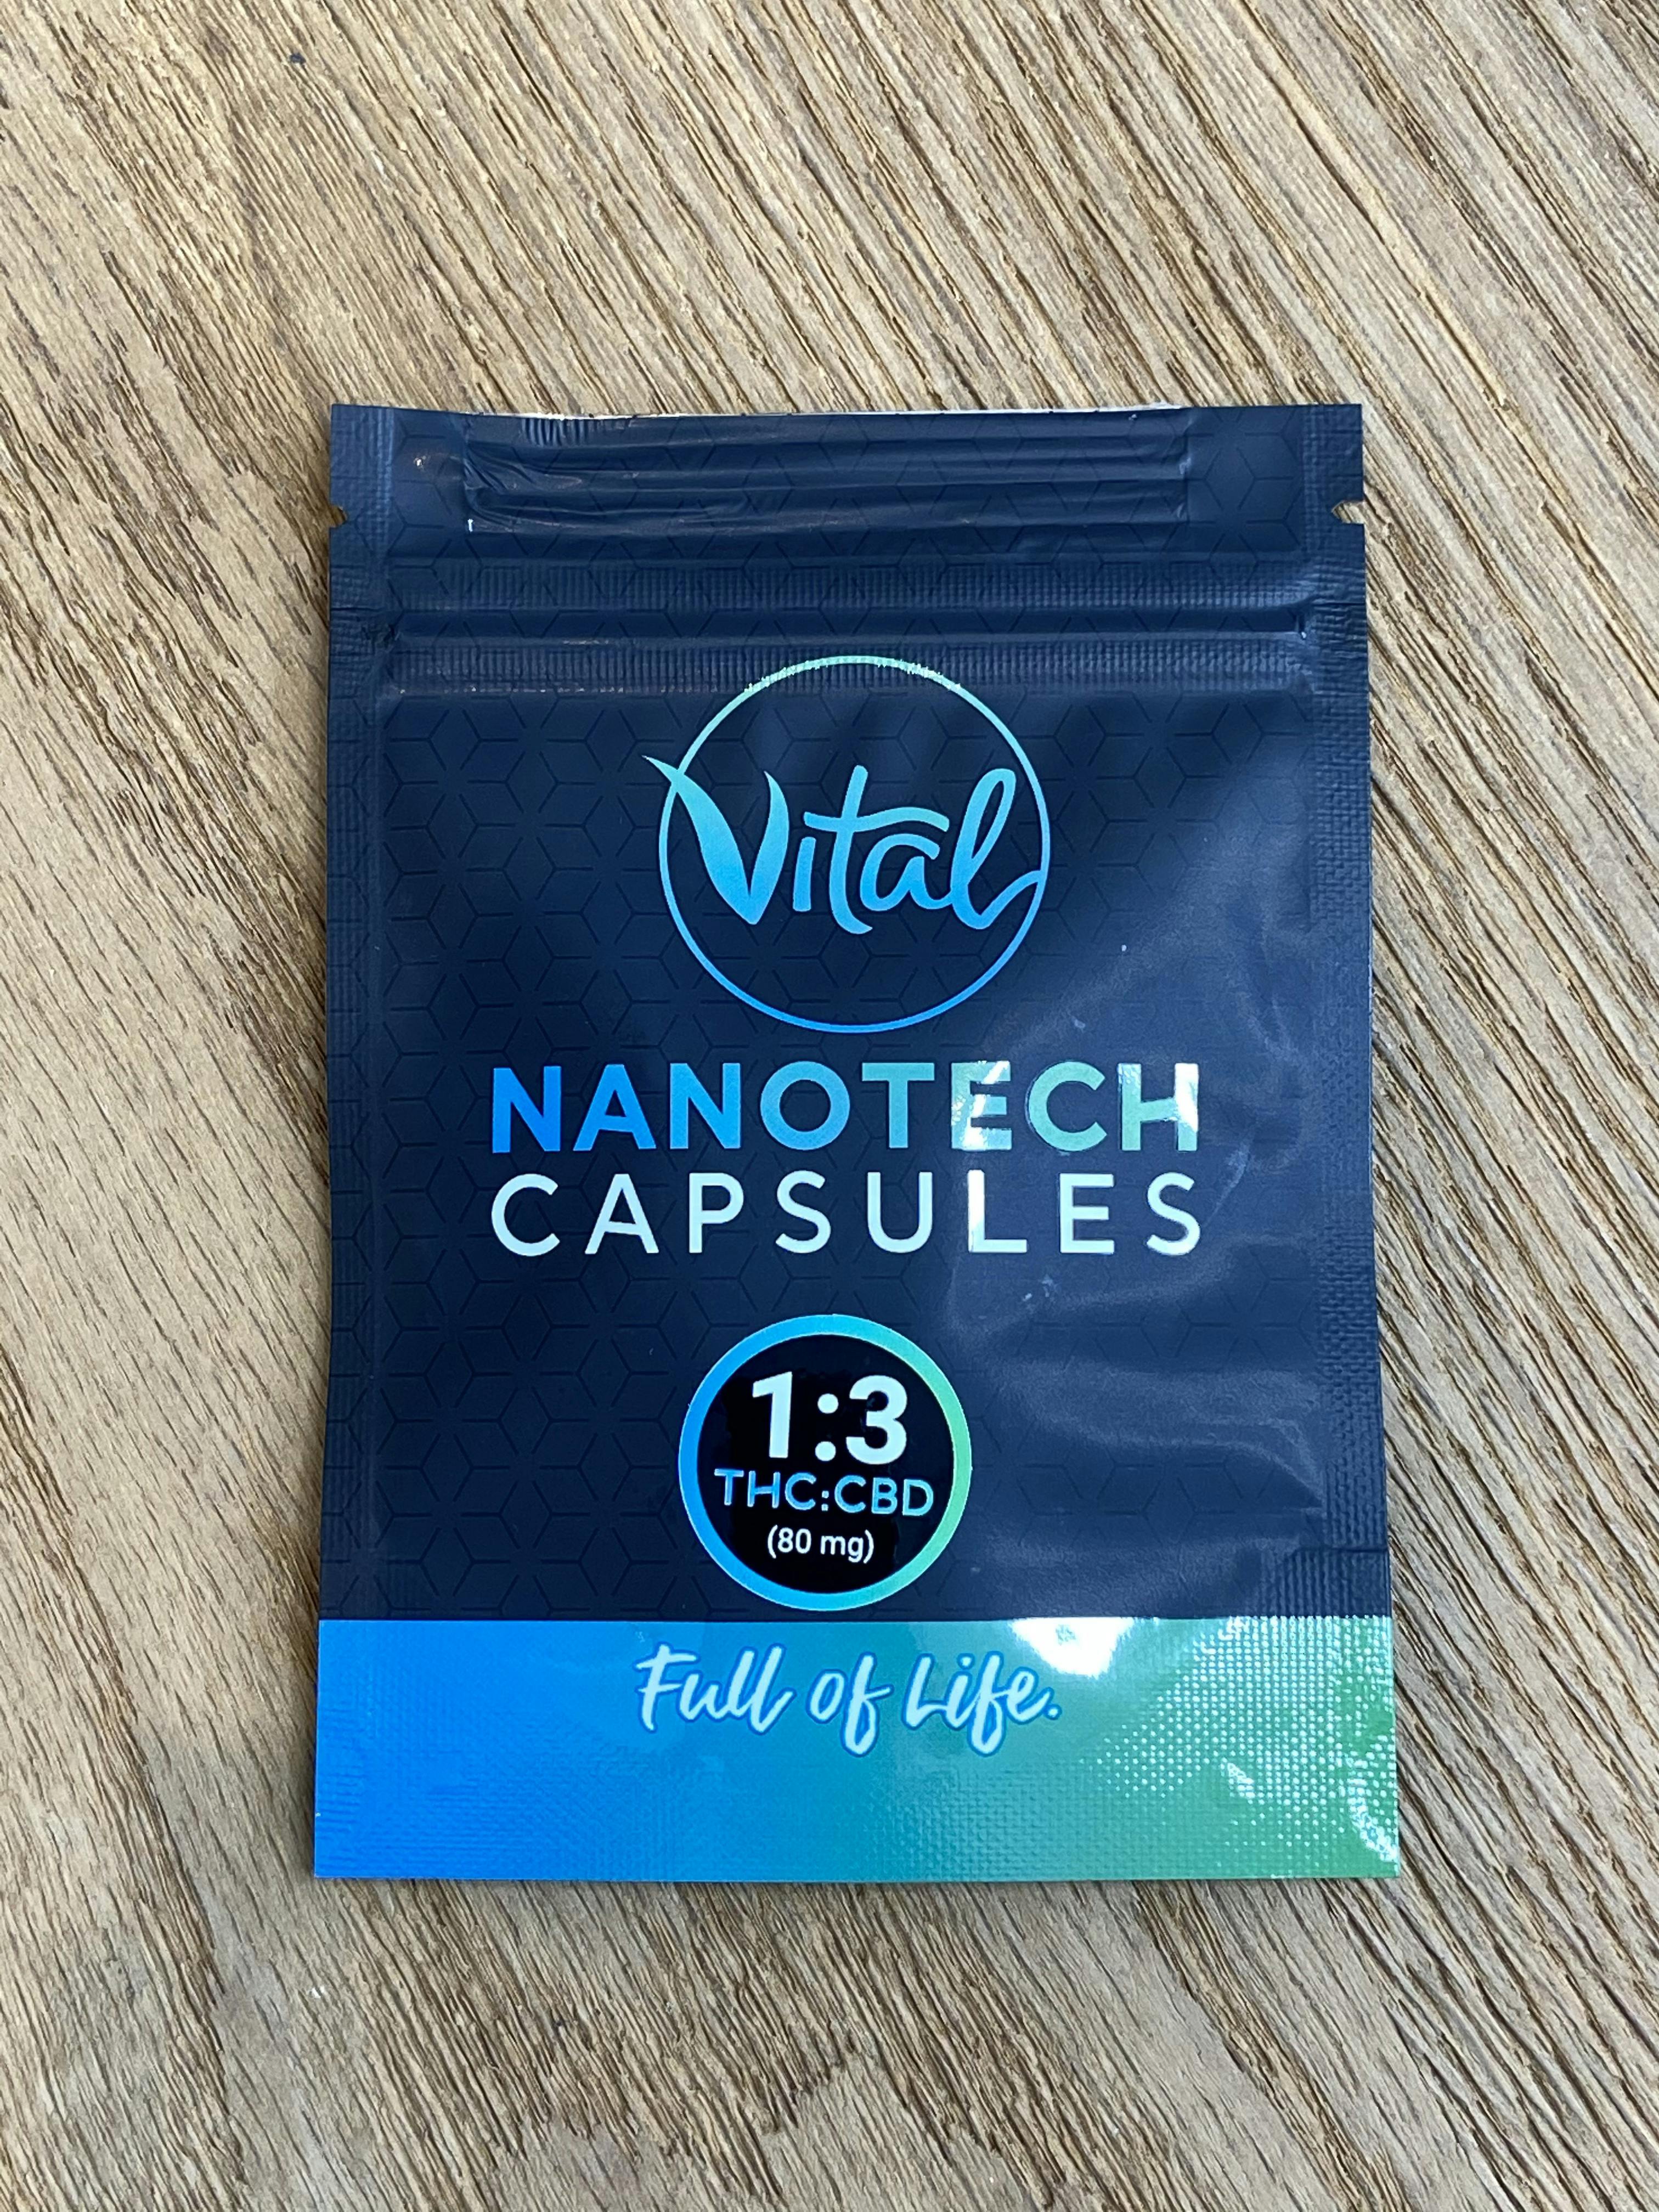 Vital
NANOTECH
CAPSULES
1:3
THC:CBD
(80 mg)
Full of Life.